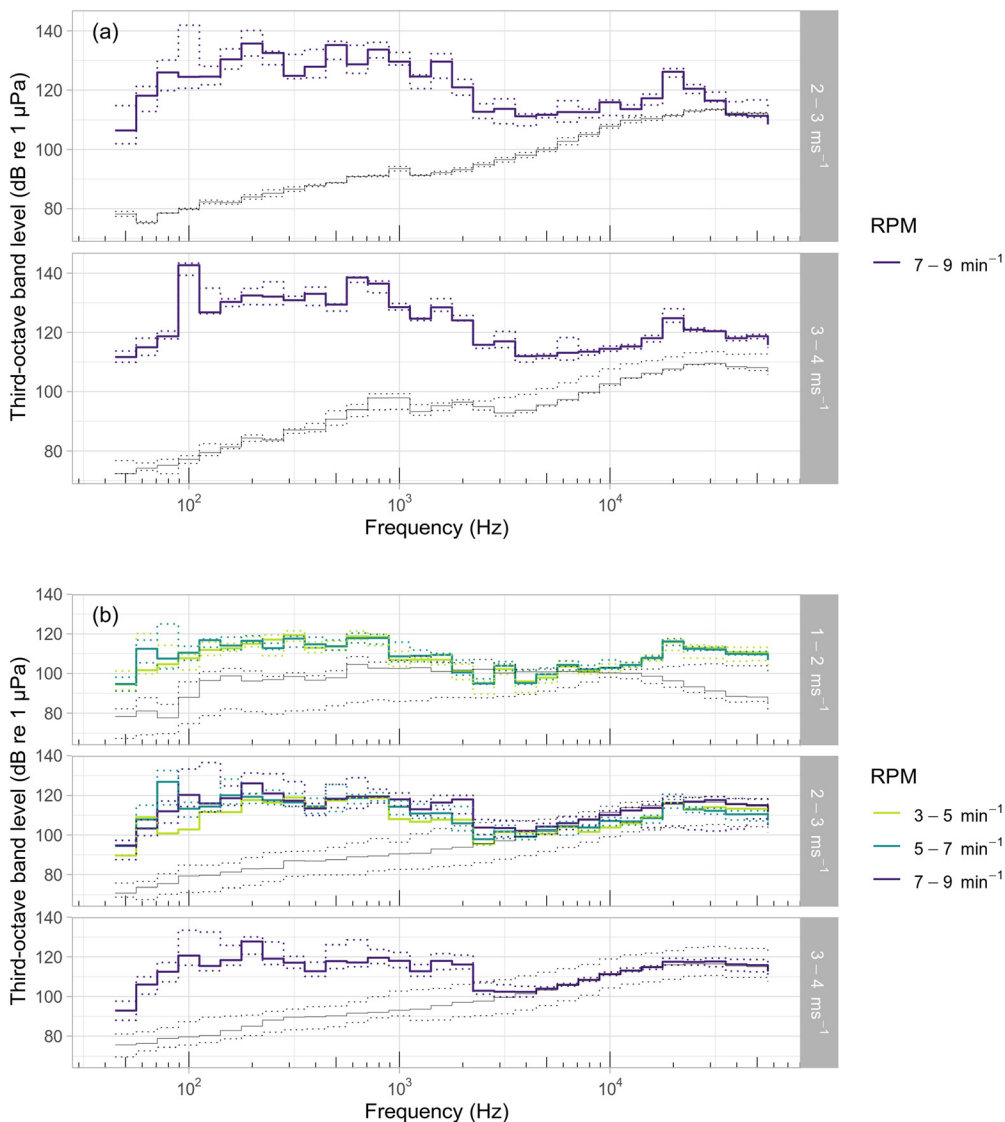 (a)
Third-octave band level (dB re 1 μPa)
140
120
100
80
2 – 3 ms⁻¹
140
120
100
80
3 – 4 ms⁻¹
10² 10³ 10⁴
Frequency (Hz)
RPM
7 – 9 min⁻¹
(b)
Third-octave band level (dB re 1 μPa)
140
120
100
80
1 – 2 ms⁻¹
140
120
100
80
2 – 3 ms⁻¹
140
120
100
80
3 – 4 ms⁻¹
10² 10³ 10⁴
Frequency (Hz)
RPM
3 – 5 min⁻¹
5 – 7 min⁻¹
7 – 9 min⁻¹